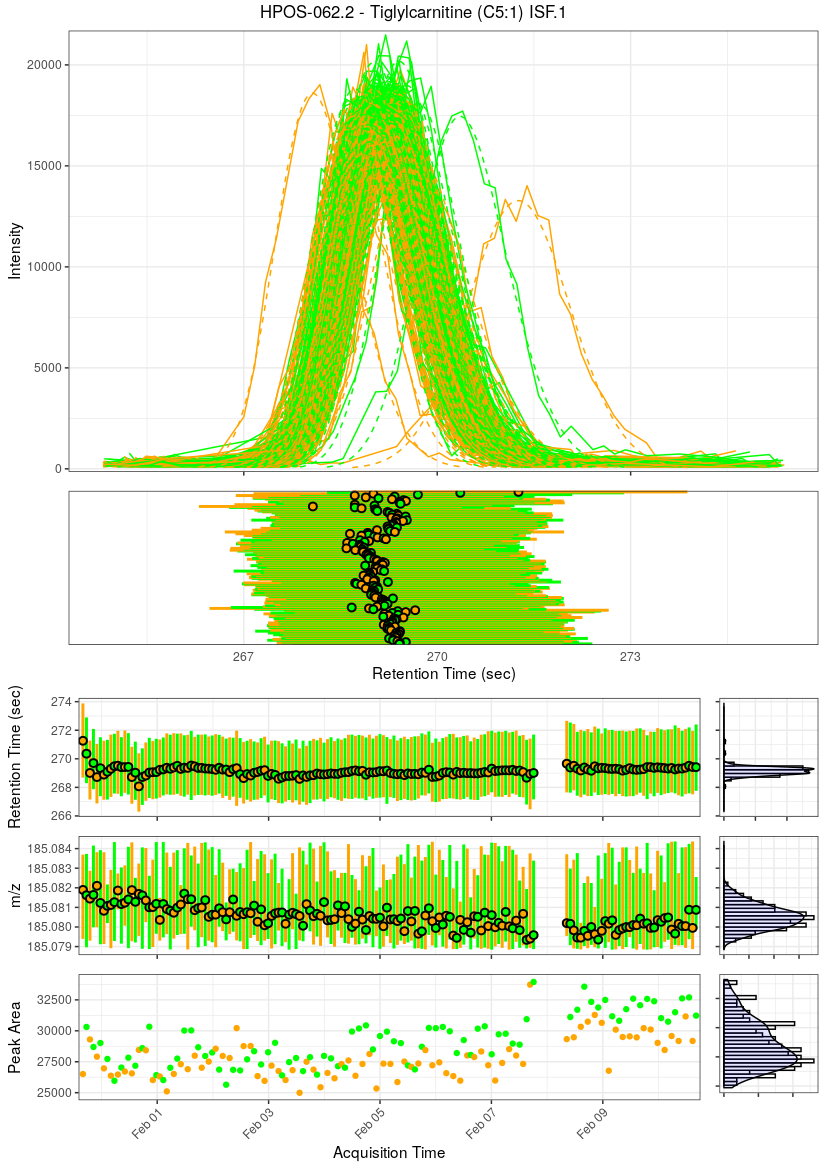 HPOS-062.2 - Tiglylcarnitine (C5:1) ISF.1
20000
15000
10000
5000
0
Intensity
267
270
273
Retention Time (sec)
274
272
270
268
266
Retention Time (sec)
185.084
185.083
185.082
185.081
185.080
185.079
m/z
32500
30000
27500
25000
Peak Area
Feb 01
Feb 03
Feb 05
Feb 07
Feb 09
Acquisition Time